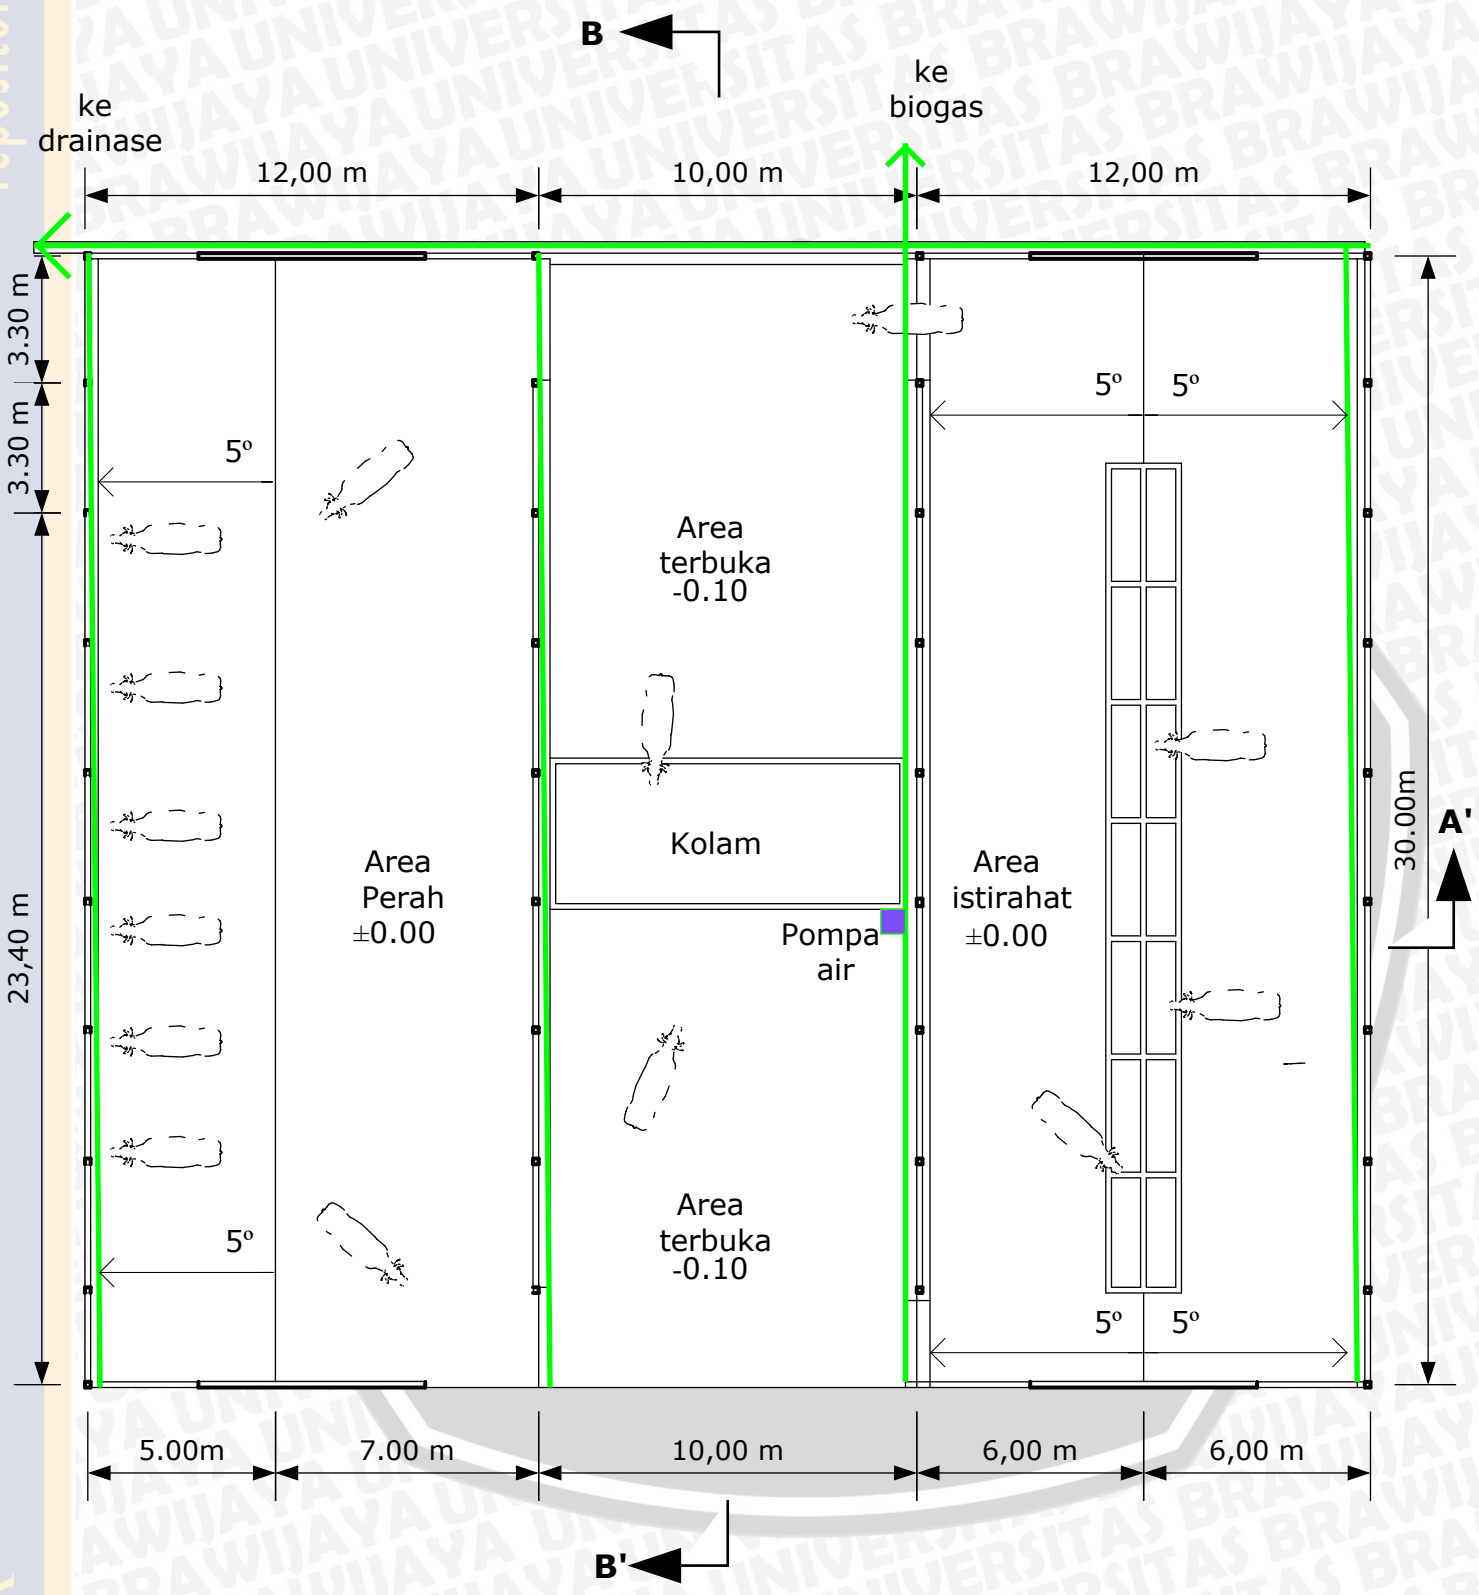 B
ke
biogas
ke
drainase
12,00 m
10,00 m
12,00 m
3.30 m
3.30 m
23,40 m
5º
5º
5º
Area
terbuka
-0.10
Kolam
Area
Perah
±0.00
Area
istirahat
±0.00
Pompa
air
30.00m
A'
Area
terbuka
-0.10
5º
5º
5º
5.00m
7.00 m
10,00 m
6,00 m
6,00 m
B'
UNIVERSITAS BRAWIJAYA